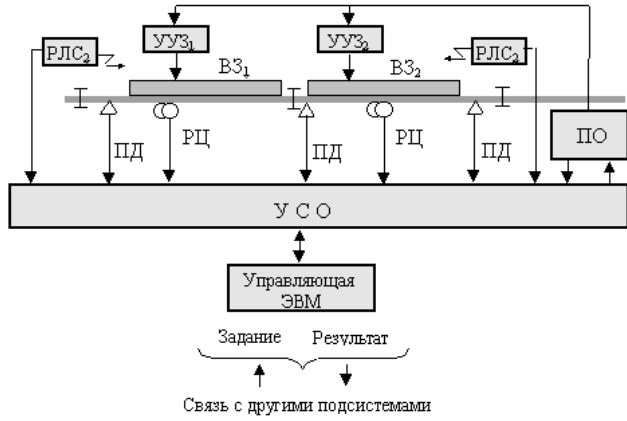 УУЗ₁
УУЗ₂
РЛС₂
РЛС₂
ВЗ₁
ВЗ₂
ПД
РЦ
ПД
РЦ
ПД
ПО
У С О
Управляющая
ЭВМ
Задание
Результат
Связь с другими подсистемами